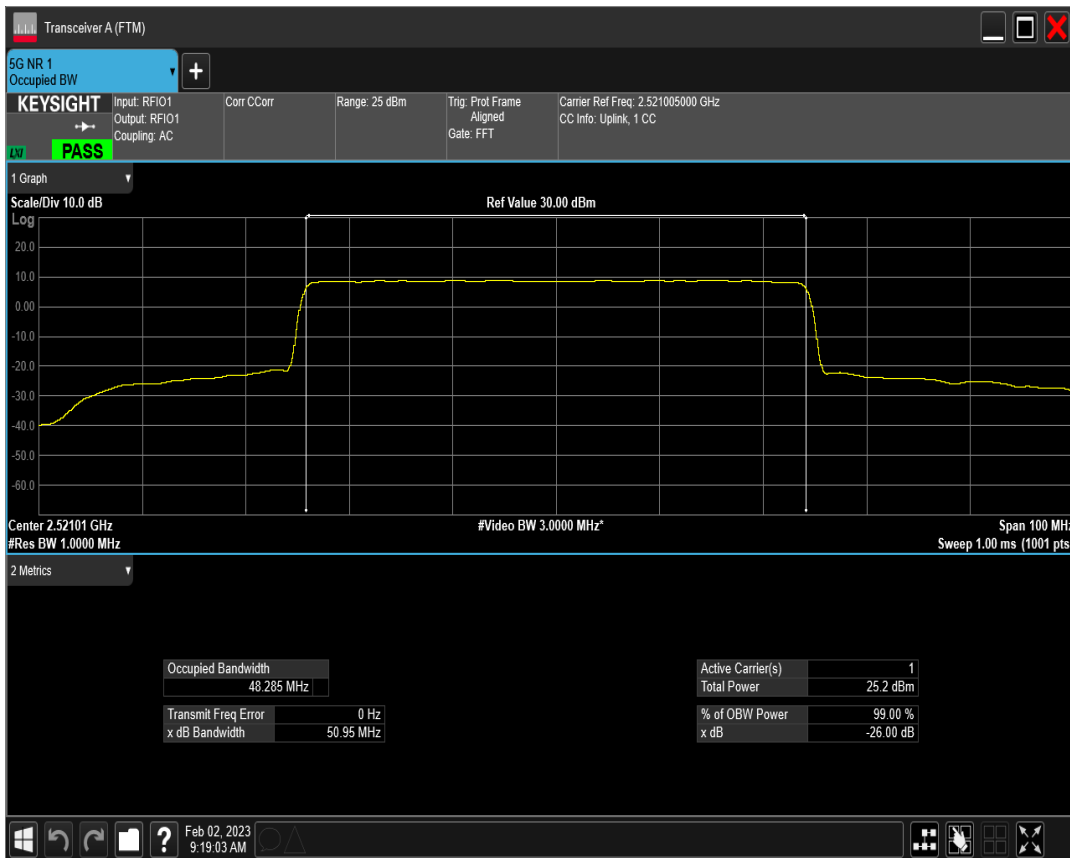 Transceiver A (FTM)
5G NR 1
Occupied BW
+
KEYSIGHT
Input: RFIO1
Output: RFIO1
Coupling: AC
Corr CCorr
Range: 25 dBm
Trig: Prot Frame
Aligned
Gate: FFT
Carrier Ref Freq: 2.521005000 GHz
CC Info: Uplink, 1 CC
LXI
PASS
1 Graph
Scale/Div 10.0 dB
Ref Value 30.00 dBm
Log
20.0
10.0
0.00
-10.0
-20.0
-30.0
-40.0
-50.0
-60.0
Center 2.52101 GHz
#Video BW 3.0000 MHz*
Span 100 MHz
#Res BW 1.0000 MHz
Sweep 1.00 ms (1001 pts
2 Metrics
Occupied Bandwidth
48.285 MHz
Transmit Freq Error 0 Hz
x dB Bandwidth 50.95 MHz
Active Carrier(s) 1
Total Power 25.2 dBm
% of OBW Power 99.00 %
x dB -26.00 dB
?
Feb 02, 2023
9:19:03 AM